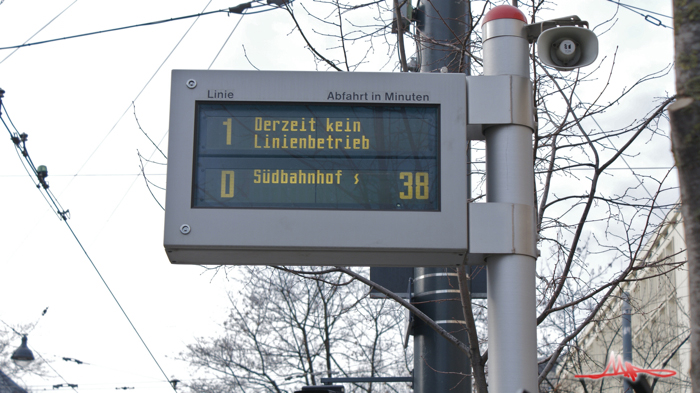 Linie Abfahrt in Minuten
1 Derzeit kein
Linienbetrieb
0 Südbahnhof 38